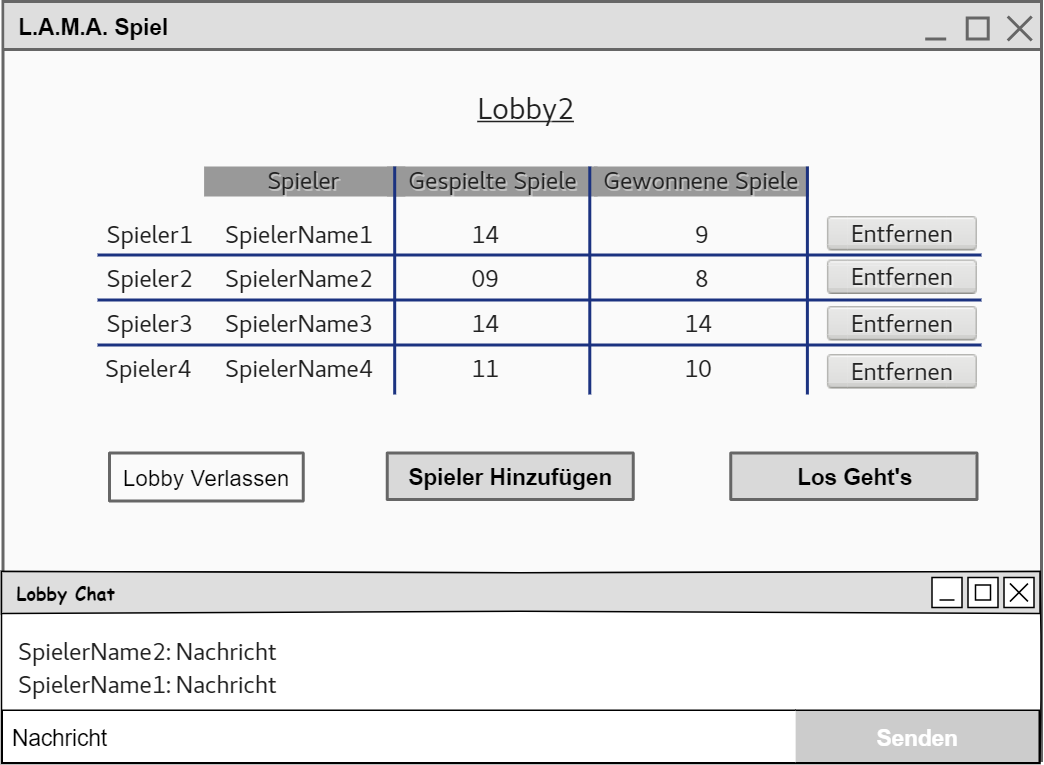 L.A.M.A. Spiel
Lobby2
Spieler Gespielte Spiele Gewonnene Spiele
Spieler1 SpielerName1 14 9 Entfernen
Spieler2 SpielerName2 09 8 Entfernen
Spieler3 SpielerName3 14 14 Entfernen
Spieler4 SpielerName4 11 10 Entfernen
Lobby Verlassen Spieler Hinzufügen Los Geht's
Lobby Chat
SpielerName2: Nachricht
SpielerName1: Nachricht
Nachricht Senden